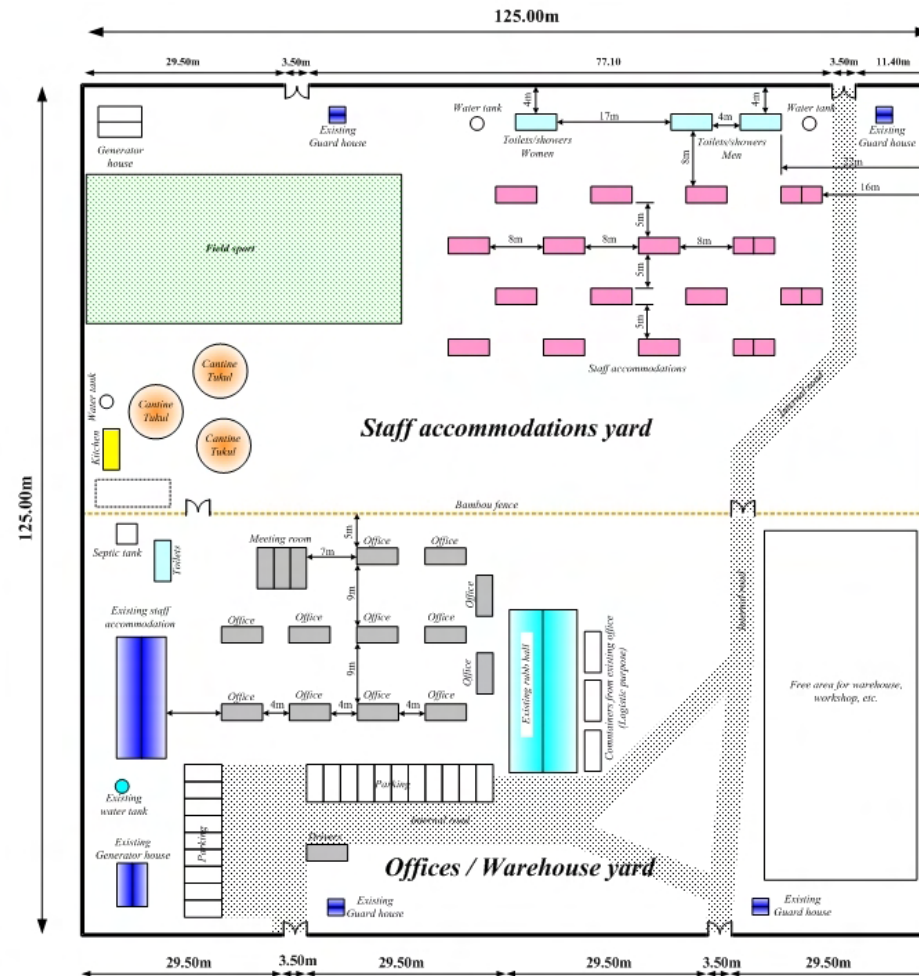 125.00m
29.50m
3.50m
77.10
3.50m
11.40m
Generator
house
Existing
Guard house
Water tank
4m
Toilets/showers
Women
17m
4m
Toilets/showers
Men
4m
Water tank
Existing
Guard house
8m
16m
Field sport
5m
8m
8m
8m
5m
5m
Staff accommodations
Cantine
Tukul
Cantine
Tukul
Cantine
Tukul
Water tank
Kitchen
Internal road
Staff accommodations yard
125.00m
Bambou fence
Septic tank
Toilets
Meeting room
7m
5m
Office
Office
Office
9m
Existing staff
accommodation
Office
Office
Office
Office
Office
9m
Office
Office
Office
Office
4m
4m
4m
Existing rubb hall
Comntainers from existing office
(Logistic purpose)
Internal road
Free area for warehouse,
workshop, etc.
Existing
water tank
Parking
Parking
Internal road
Drivers
Existing
Generator house
Offices / Warehouse yard
Existing
Guard house
Existing
Guard house
29.50m
3.50m
29.50m
29.50m
3.50m
29.50m